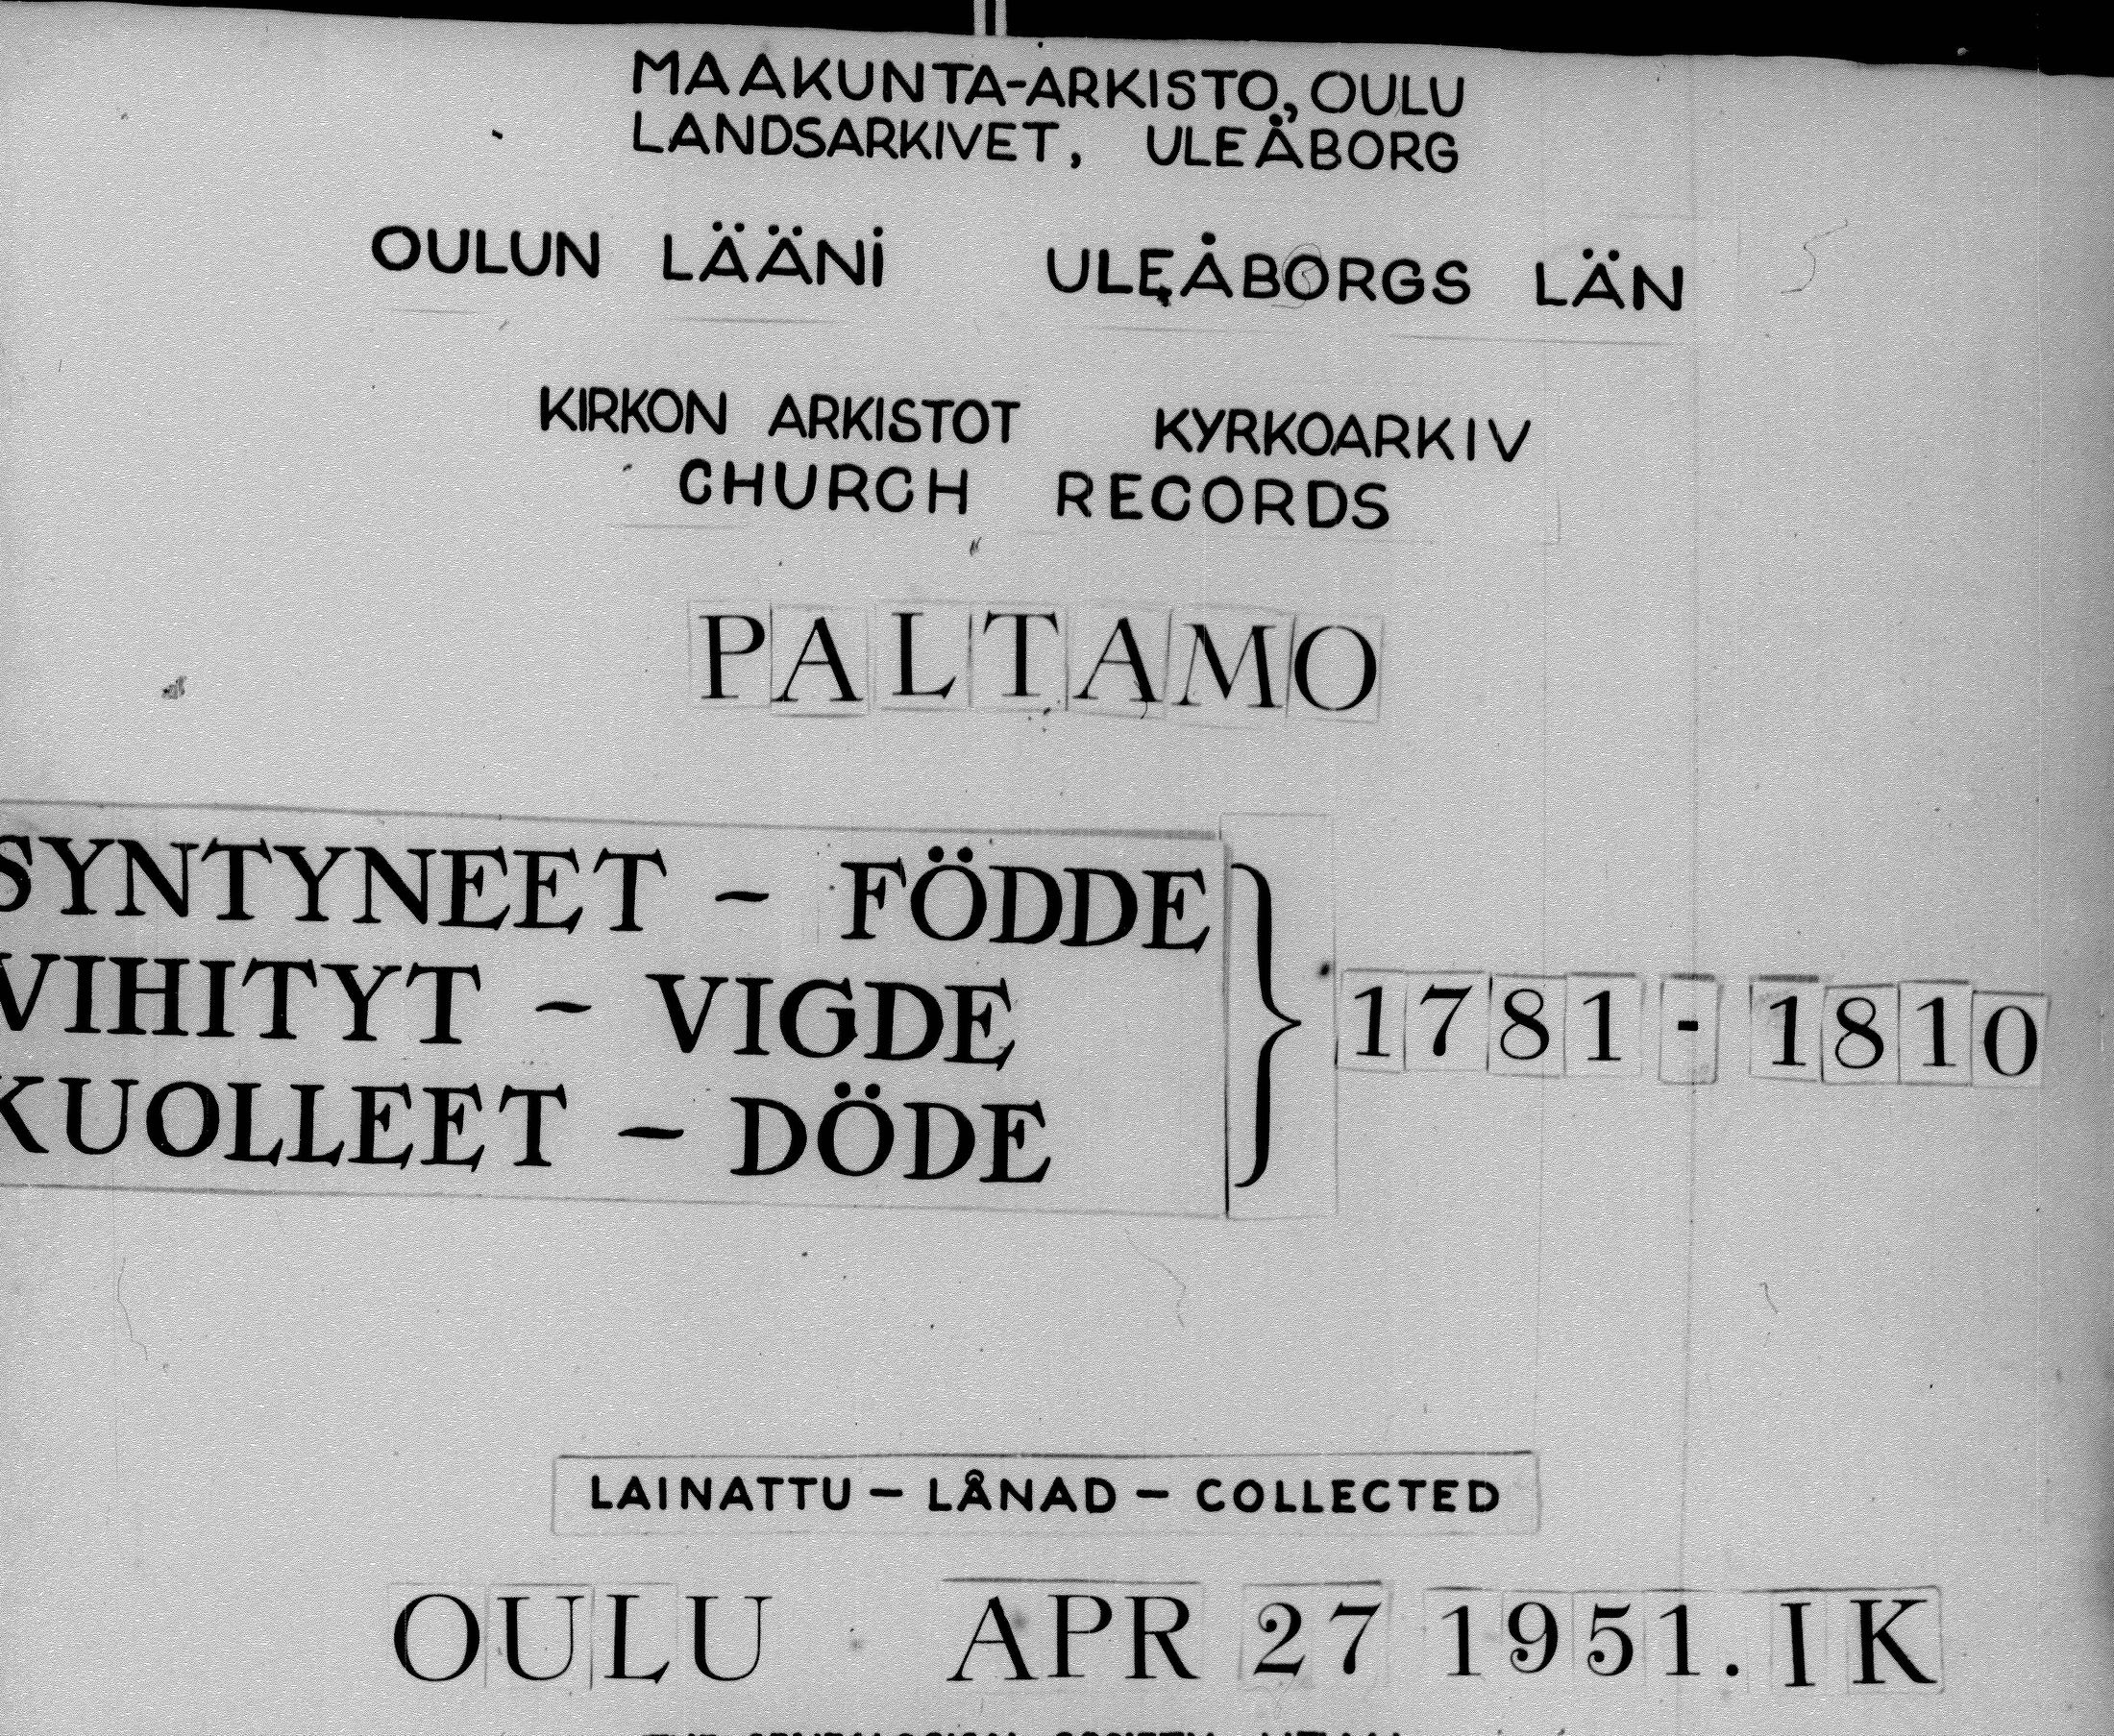 MAAKUNTA-ARKISTO, OULU
LANDSARKIVET, ULEÅBORG
OULUN LÄÄNI ULEÅBORGS LÄN
KIRKON ARKISTOT KYRKOARKIV
CHURCH RECORDS
PALTAMO
SYNTYNEET - FÖDDE
VIHITYT - VIGDE
KUOLLEET - DÖDE
} 1781 - 1810
LAINATTU - LÅNAD - COLLECTED
OULU APR 27 1951. IK